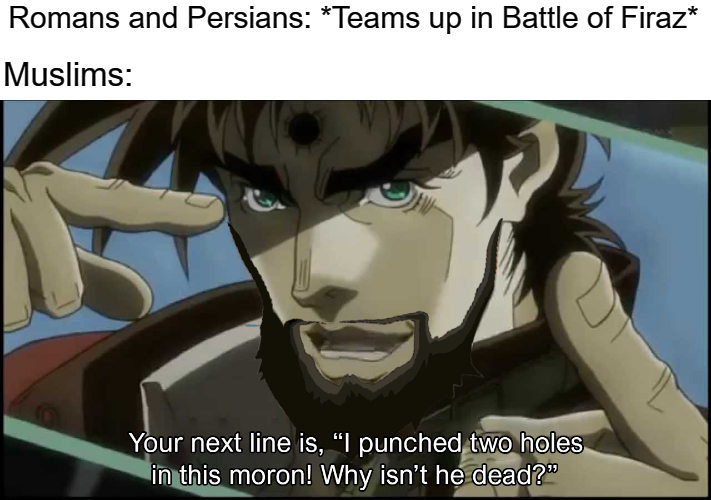 Romans and Persians: *Teams up in Battle of Firaz*
Muslims:
Your next line is, “I punched two holes
in this moron! Why isn’t he dead?”